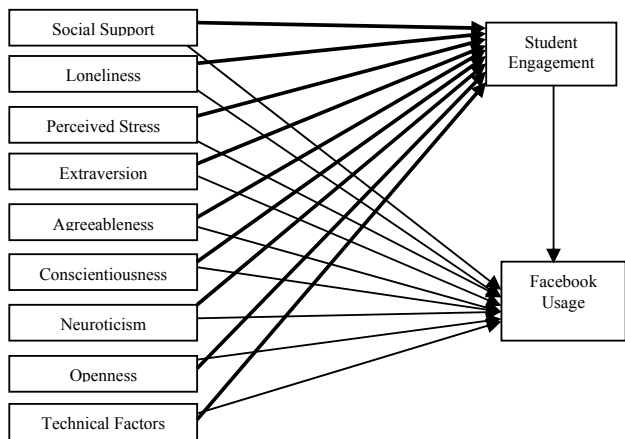 Social Support
Loneliness
Perceived Stress
Extraversion
Agreeableness
Conscientiousness
Neuroticism
Openness
Technical Factors
Student
Engagement
Facebook
Usage